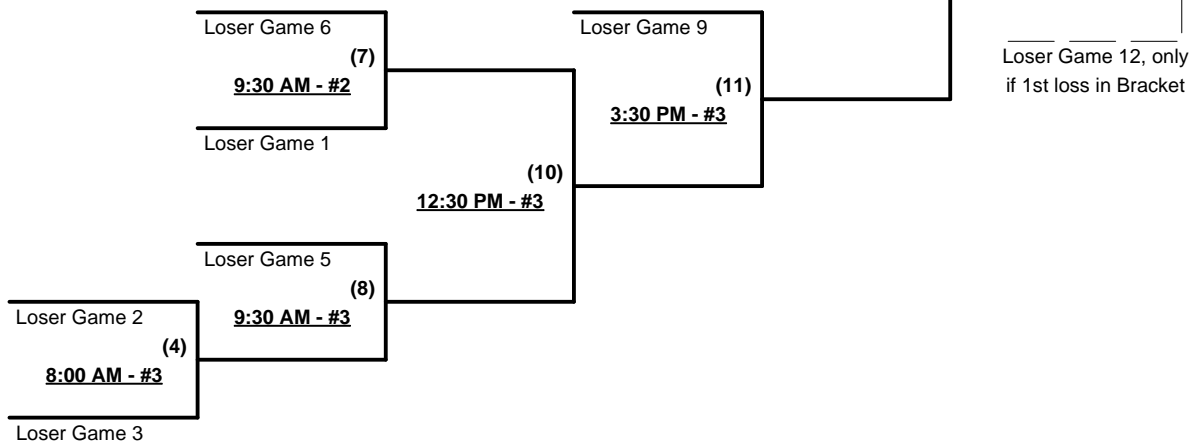 Loser Game 6
(7)
9:30 AM - #2
Loser Game 1
Loser Game 9
(11)
3:30 PM - #3
Loser Game 12, only
if 1st loss in Bracket
(10)
12:30 PM - #3
Loser Game 5
(8)
9:30 AM - #3
Loser Game 2
(4)
8:00 AM - #3
Loser Game 3